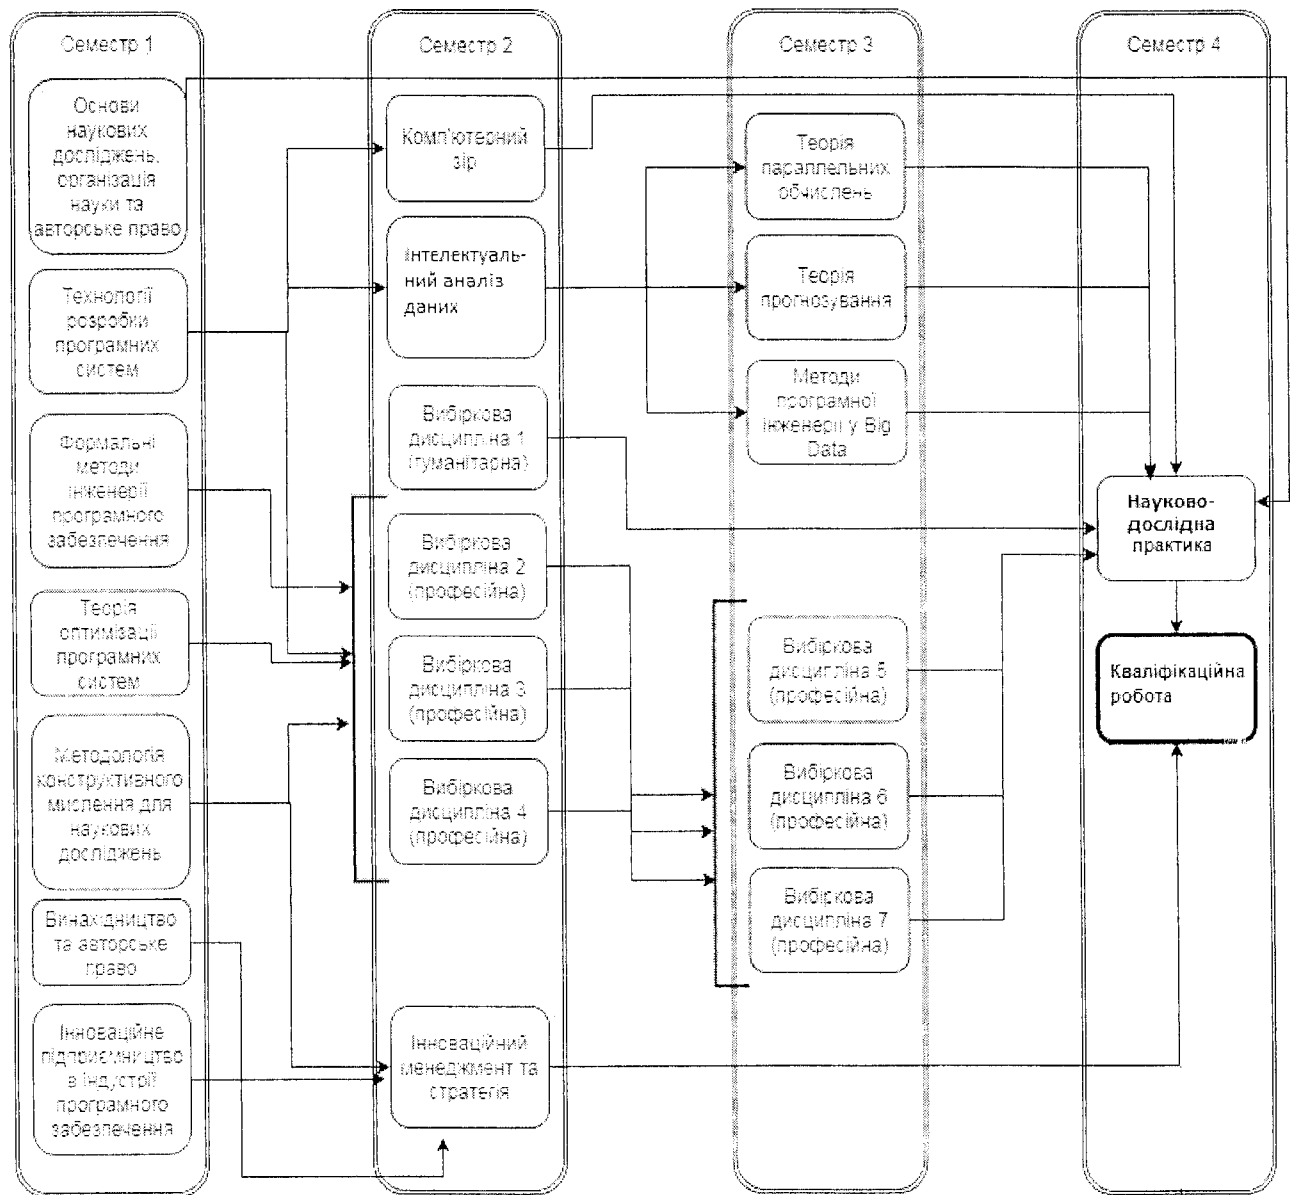 Семестр 1
Основи
наукових
досліджень,
організація
науки та
авторське право
Технології
розробки
програмних
систем
Формальні
методи
інженерії
програмного
забезпечення
Теорія
оптимізації
програмних
систем
Методологія
конструктивного
мислення для
наукових
досліджень
Винахідництво
та авторське
право
Інноваційне
підприємництво
в індустрії
програмного
забезпечення
Семестр 2
Комп'ютерний
зір
Інтелектуаль-
ний аналіз
даних
Вибіркова
дисципліна 1
(гуманітарна)
Вибіркова
дисципліна 2
(професійна)
Вибіркова
дисципліна 3
(професійна)
Вибіркова
дисципліна 4
(професійна)
Інноваційний
менеджмент та
стратегія
Семестр 3
Теорія
параллельних
обчислень
Теорія
прогнозування
Методи
програмної
інженерії у Big
Data
Вибіркова
дисципліна 5
(професійна)
Вибіркова
дисципліна 6
(професійна)
Вибіркова
дисципліна 7
(професійна)
Семестр 4
Науково-
дослідна
практика
Кваліфікаційна
робота